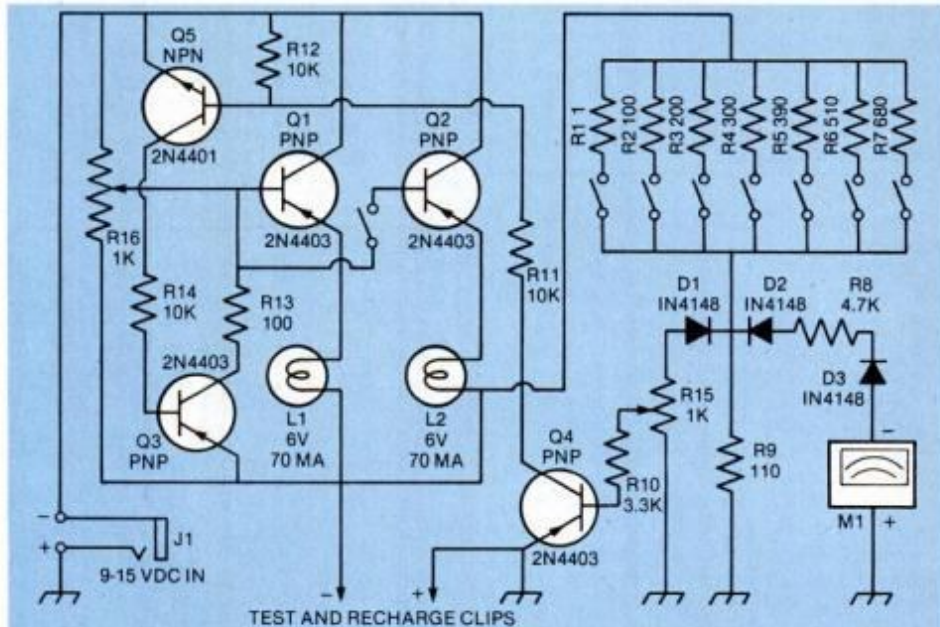 Q5
NPN
2N4401
R12
10K
Q1
PNP
2N4403
Q2
PNP
2N4403
R16
1K
R14
10K
R13
100
R11
10K
2N4403
Q3
PNP
L1
6V
70 MA
L2
6V
70 MA
Q4
PNP
2N4403
R1 1
R2 100
R3 200
R4 300
R5 390
R6 510
R7 680
D1
IN4148
D2
IN4148
R8
4.7K
D3
IN4148
R15
1K
R10
3.3K
R9
110
M1
-
+
-
+
J1
9-15 VDC IN
-
+
TEST AND RECHARGE CLIPS